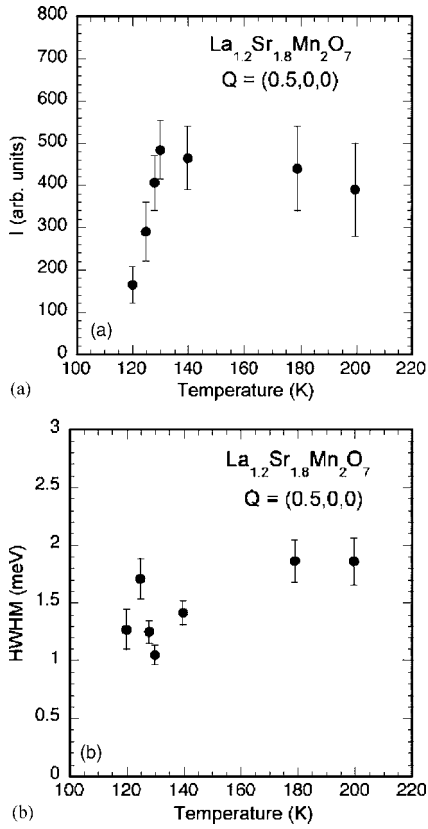 800
700
600
500
400
300
200
100
0
I (arb. units)
La1.2Sr1.8Mn2O7
Q = (0.5,0,0)
(a)
(a)
100 120 140 160 180 200 220
Temperature (K)
3
2.5
2
1.5
1
0.5
0
HWHM (meV)
La1.2Sr1.8Mn2O7
Q = (0.5,0,0)
(b)
100 120 140 160 180 200 220
(b)
Temperature (K)